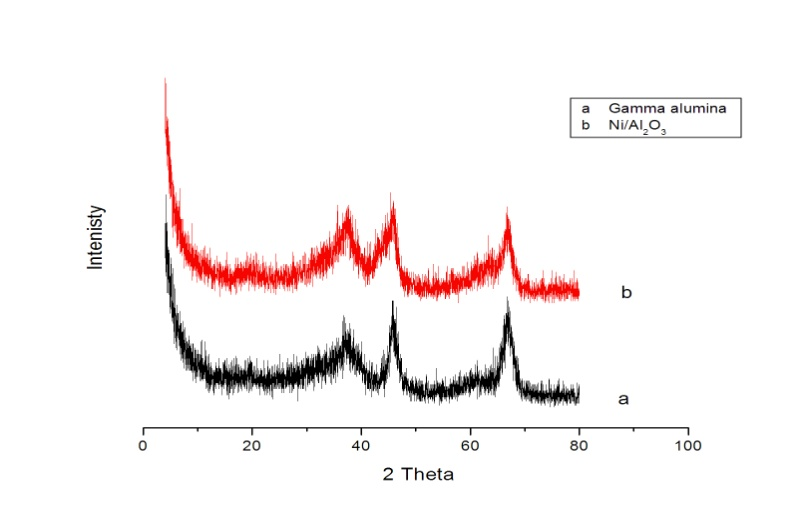 a Gamma alumina
b Ni/Al₂O₃
Intenisty
b
a
0 20 40 60 80 100
2 Theta